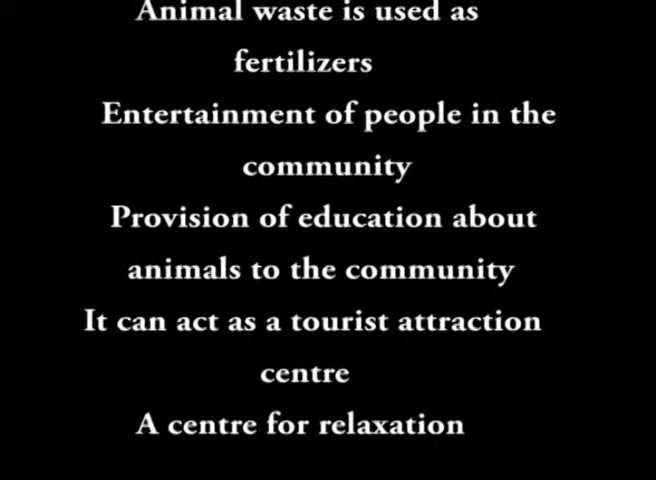 Animal waste is used as
fertilizers
Entertainment of people in the
community
Provision of education about
animals to the community
It can act as a tourist attraction
centre
A centre for relaxation